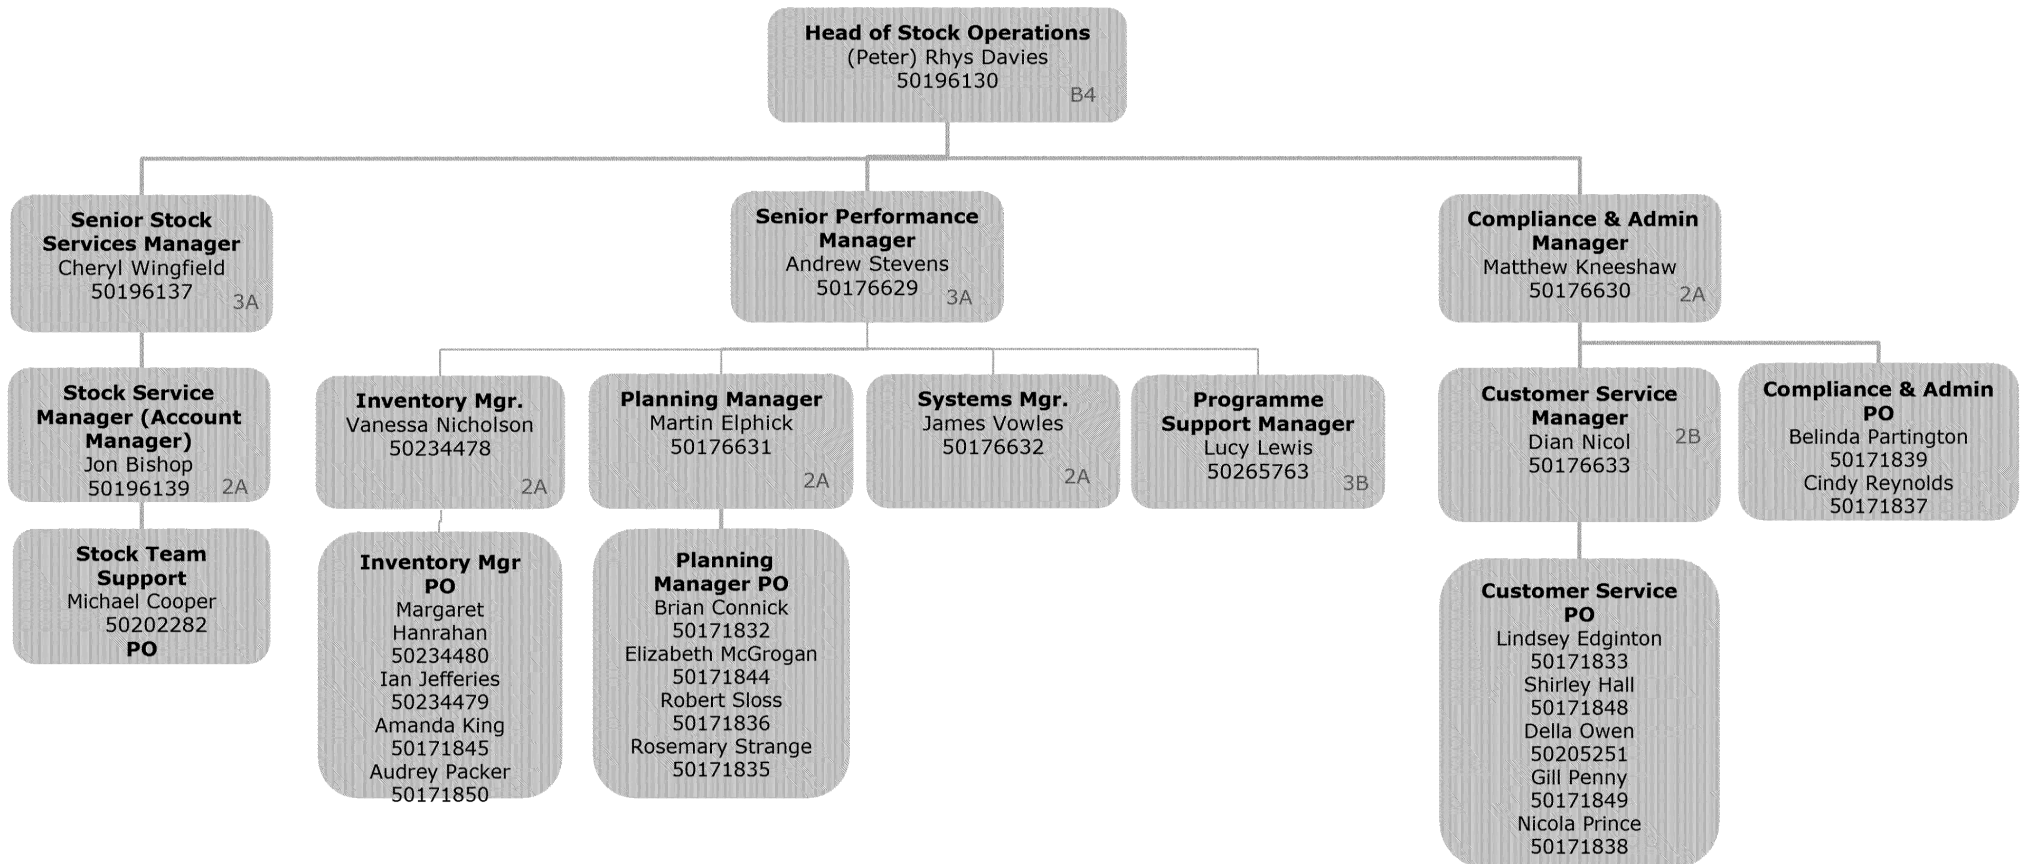 Head of Stock Operations
(Peter) Rhys Davies
50196130
B4
Senior Stock
Services Manager
Cheryl Wingfield
50196137
3A
Senior Performance
Manager
Andrew Stevens
50176629
3A
Compliance & Admin
Manager
Matthew Kneeshaw
50176630
2A
Stock Service
Manager (Account
Manager)
Jon Bishop
50196139
2A
Inventory Mgr.
Vanessa Nicholson
50234478
2A
Planning Manager
Martin Elphick
50176631
2A
Systems Mgr.
James Vowles
50176632
2A
Programme
Support Manager
Lucy Lewis
50265763
3B
Customer Service
Manager
Dian Nicol
50176633
2B
Compliance & Admin
PO
Belinda Partington
50171839
Cindy Reynolds
50171837
Stock Team
Support
Michael Cooper
50202282
PO
Inventory Mgr
PO
Margaret
Hanrahan
50234480
Ian Jefferies
50234479
Amanda King
50171845
Audrey Packer
50171850
Planning
Manager PO
Brian Connick
50171832
Elizabeth McGrogan
50171844
Robert Sloss
50171836
Rosemary Strange
50171835
Customer Service
PO
Lindsey Edginton
50171833
Shirley Hall
50171848
Della Owen
50205251
Gill Penny
50171849
Nicola Prince
50171838